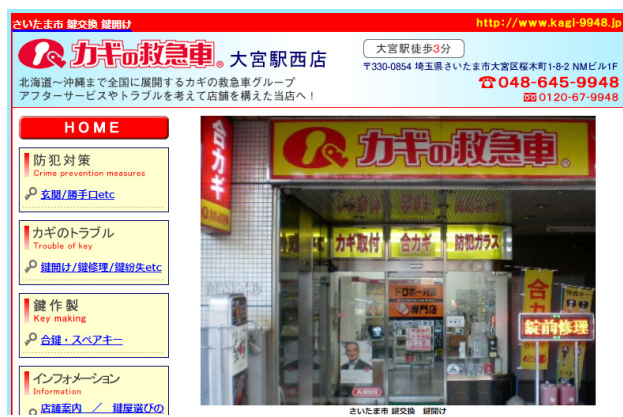 さいたま市 鍵交換 鍵開け
http://www.kagi-9948.jp
カギの救急車® 大宮駅西店
大宮駅徒歩3分
〒330-0854 埼玉県さいたま市大宮区桜木町1-8-2 NMビル1F
北海道〜沖縄まで全国に展開するカギの救急車グループ
☎048-645-9948
アフターサービスやトラブルを考えて店舗を構えた当店へ!
0120-67-9948
HOME
防犯対策
Crime prevention measures
玄関/勝手口etc
カギのトラブル
Trouble of key
鍵開け/鍵修理/鍵紛失etc
鍵作製
Key making
合鍵・スペアキー
インフォメーション
Information
店舗案内 / 鍵屋選びの
合カギ
カギの救急車
カギ取付
合カギ
防犯ガラス
ドロボー対策
専門店
合カギ
錠前修理
さいたま市 鍵交換 鍵開け